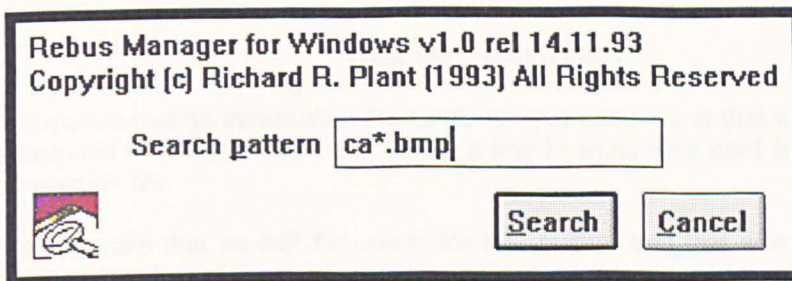 Rebus Manager for Windows v1.0 rel 14.11.93
Copyright (c) Richard R. Plant (1993) All Rights Reserved
Search pattern ca*.bmp
Search Cancel